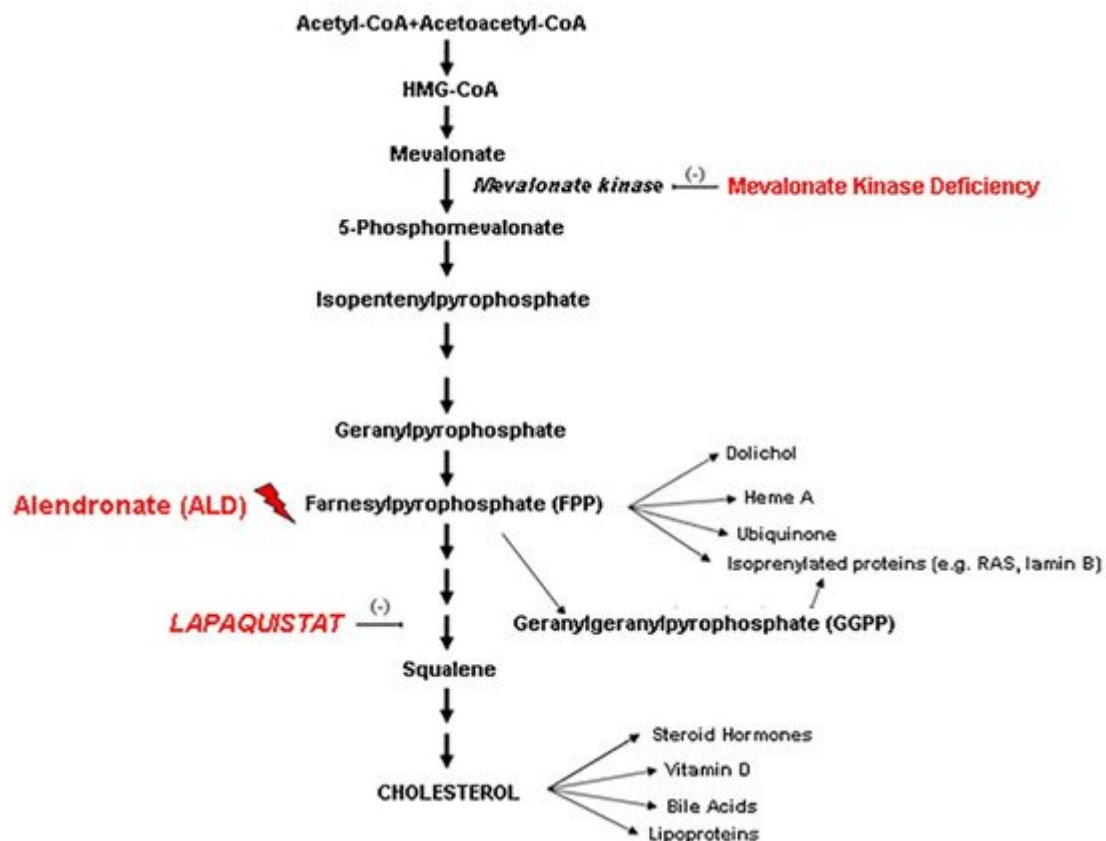 Acetyl-CoA+Acetoacetyl-CoA
HMG-CoA
Mevalonate
Mevalonate kinase
(-)
Mevalonate Kinase Deficiency
5-Phosphomevalonate
Isopentenylpyrophosphate
Geranylpyrophosphate
Dolichol
Alendronate (ALD)
Farnesylpyrophosphate (FPP)
Heme A
Ubiquinone
Isoprenylated proteins (e.g. RAS, lamin B)
LAPAQUISTAT
(-)
Geranylgeranylpyrophosphate (GGPP)
Squalene
Steroid Hormones
Vitamin D
CHOLESTEROL
Bile Acids
Lipoproteins